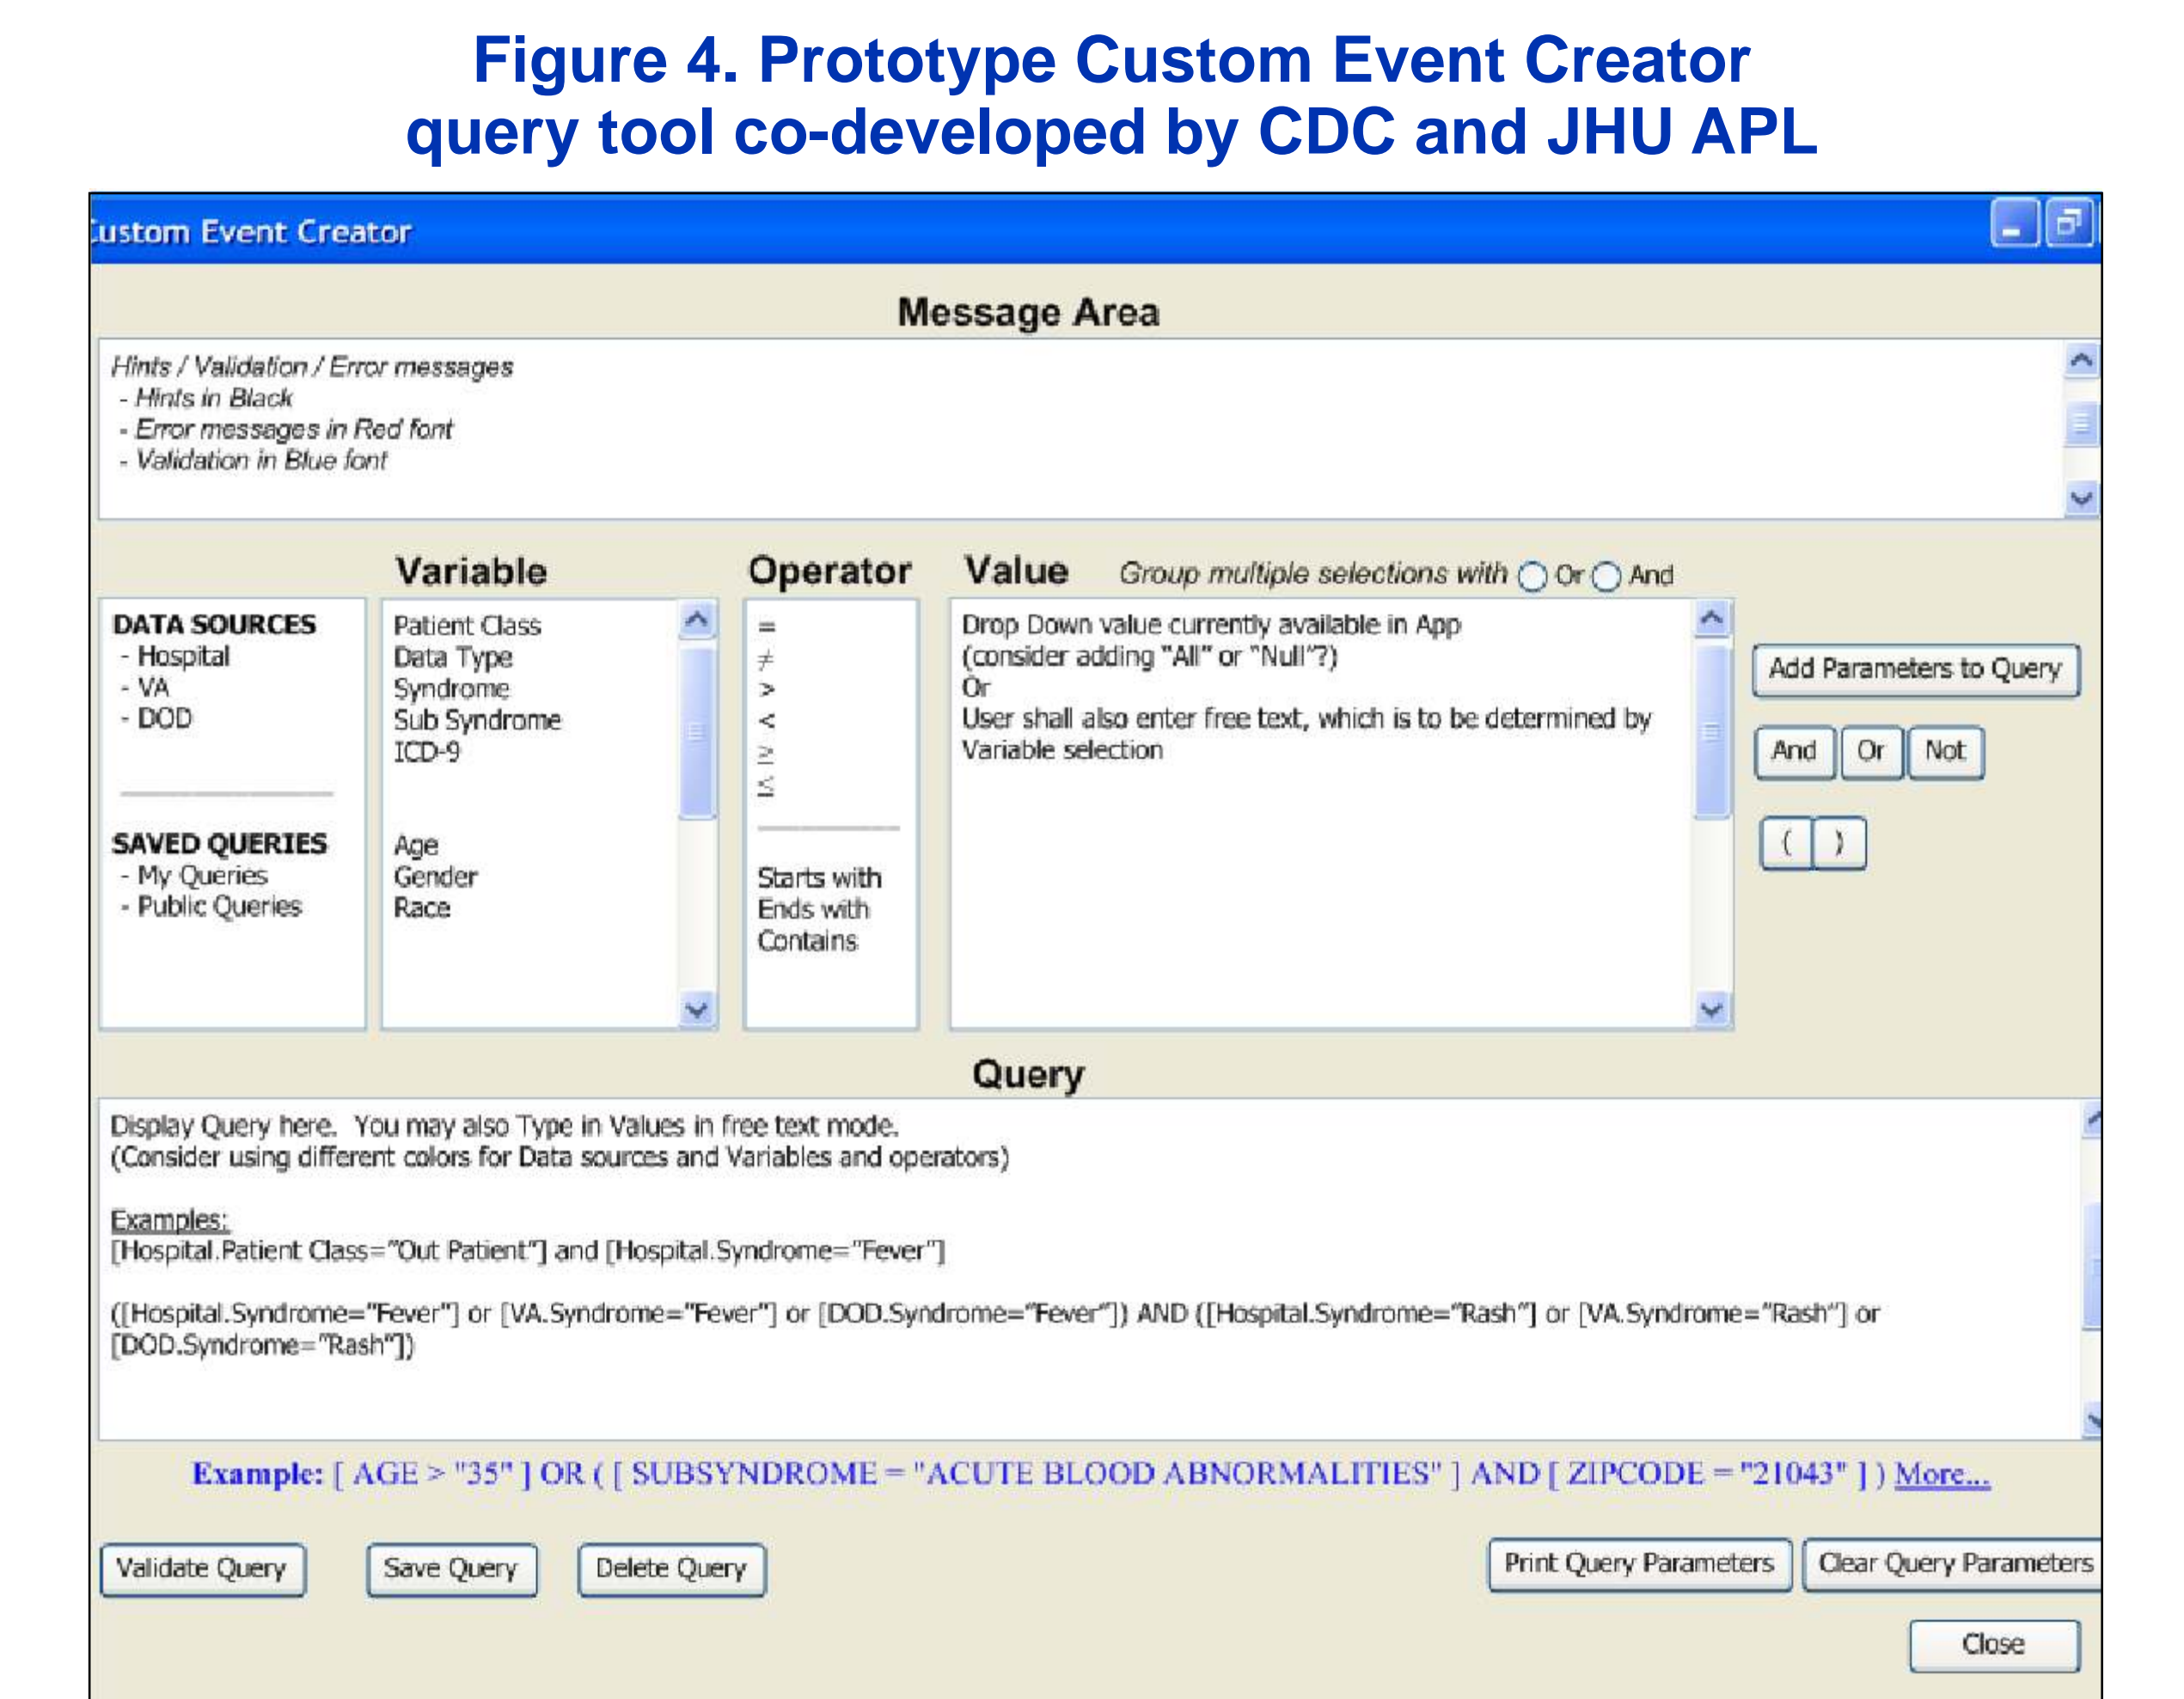 Figure 4. Prototype Custom Event Creator
query tool co-developed by CDC and JHU APL
ustom Event Creator
Message Area
Hints / Validation / Error messages
- Hints in Black
- Error messages in Red font
- Validation in Blue font
Variable
Operator
Value
Group multiple selections with Or And
DATA SOURCES
- Hospital
- VA
- DOD
SAVED QUERIES
- My Queries
- Public Queries
Patient Class
Data Type
Syndrome
Sub Syndrome
ICD-9
Age
Gender
Race
=
≠
>
<
≥
≤
Starts with
Ends with
Contains
Drop Down value currently available in App
(consider adding "All" or "Null"?)
Or
User shall also enter free text, which is to be determined by
Variable selection
Add Parameters to Query
And Or Not
( )
Query
Display Query here. You may also Type in Values in free text mode.
(Consider using different colors for Data sources and Variables and operators)
Examples:
[Hospital.Patient Class="Out Patient"] and [Hospital.Syndrome="Fever"]
([Hospital.Syndrome="Fever"] or [VA.Syndrome="Fever"] or [DOD.Syndrome="Fever"]) AND ([Hospital.Syndrome="Rash"] or [VA.Syndrome="Rash"] or
[DOD.Syndrome="Rash"])
Example: [ AGE > "35" ] OR ( [ SUBSYNDROME = "ACUTE BLOOD ABNORMALITIES" ] AND [ ZIPCODE = "21043" ] ) More...
Validate Query
Save Query
Delete Query
Print Query Parameters
Clear Query Parameters
Close